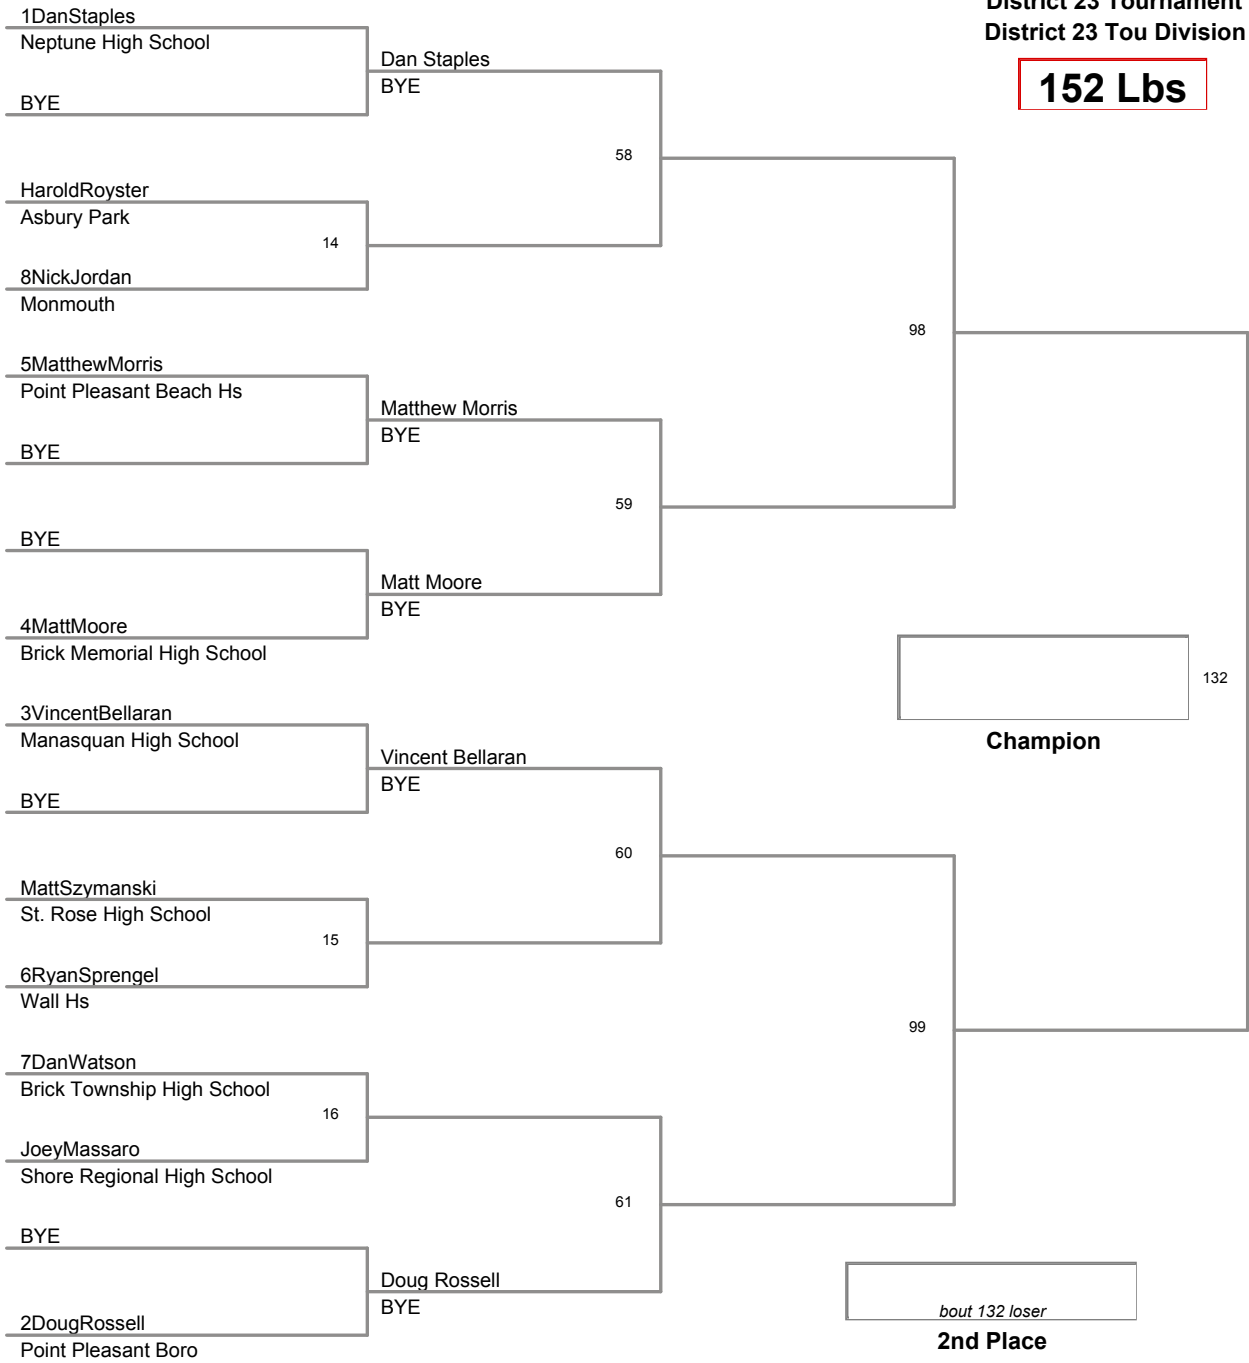 District 23 Tournament
District 23 Tou Division
152 Lbs
1DanStaples
Neptune High School
BYE
Dan Staples
BYE
58
HaroldRoyster
Asbury Park
14
8NickJordan
Monmouth
98
5MatthewMorris
Point Pleasant Beach Hs
BYE
Matthew Morris
BYE
59
BYE
Matt Moore
BYE
4MattMoore
Brick Memorial High School
132
Champion
3VincentBellaran
Manasquan High School
BYE
Vincent Bellaran
BYE
60
MattSzymanski
St. Rose High School
15
6RyanSprengel
Wall Hs
99
7DanWatson
Brick Township High School
16
JoeyMassaro
Shore Regional High School
61
BYE
Doug Rossell
BYE
2DougRossell
Point Pleasant Boro
bout 132 loser
2nd Place